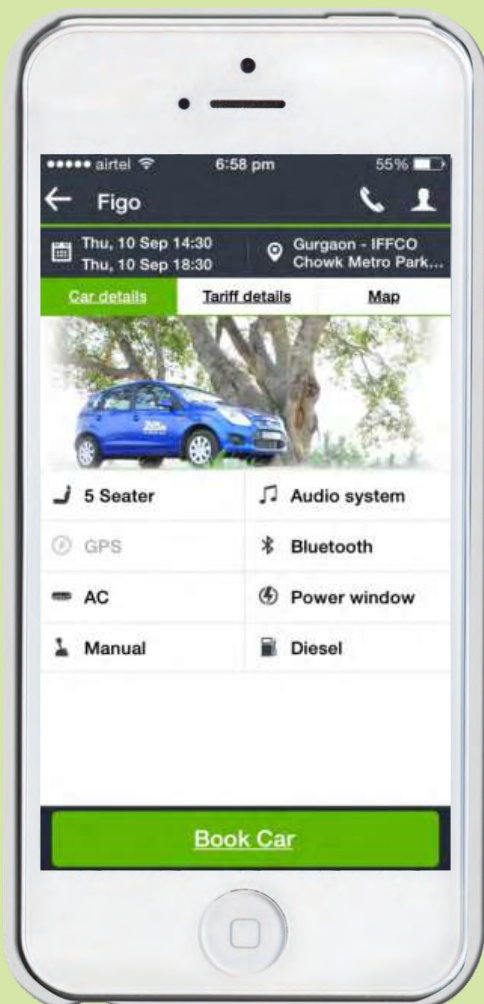 airtel 6:58 pm 55%
Figo
Thu, 10 Sep 14:30
Thu, 10 Sep 18:30
Gurgaon - IFFCO
Chowk Metro Park...
Car details Tariff details Map
5 Seater Audio system
GPS Bluetooth
AC Power window
Manual Diesel
Book Car